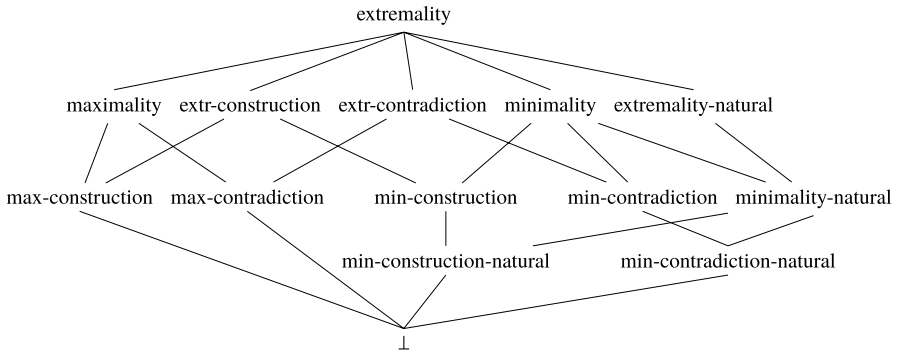 extremality
maximality extr-construction extr-contradiction minimality extremality-natural
max-construction max-contradiction min-construction min-contradiction minimality-natural
min-construction-natural min-contradiction-natural
⊥